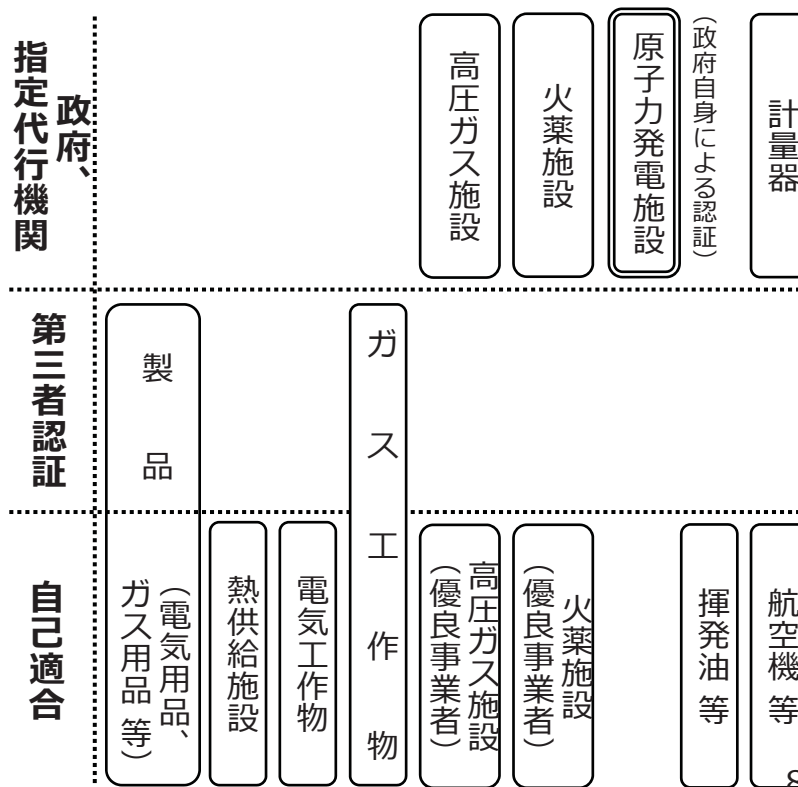 政府、
指定代行機関
高圧ガス施設
火薬施設
原子力発電施設
（政府自身による認証）
計量器
第三者認証
製品
（電気用品、
ガス用品 等）
ガス工作物
自己適合
熱供給施設
電気工作物
高圧ガス施設
（優良事業者）
火薬施設
（優良事業者）
揮発油 等
航空機 等